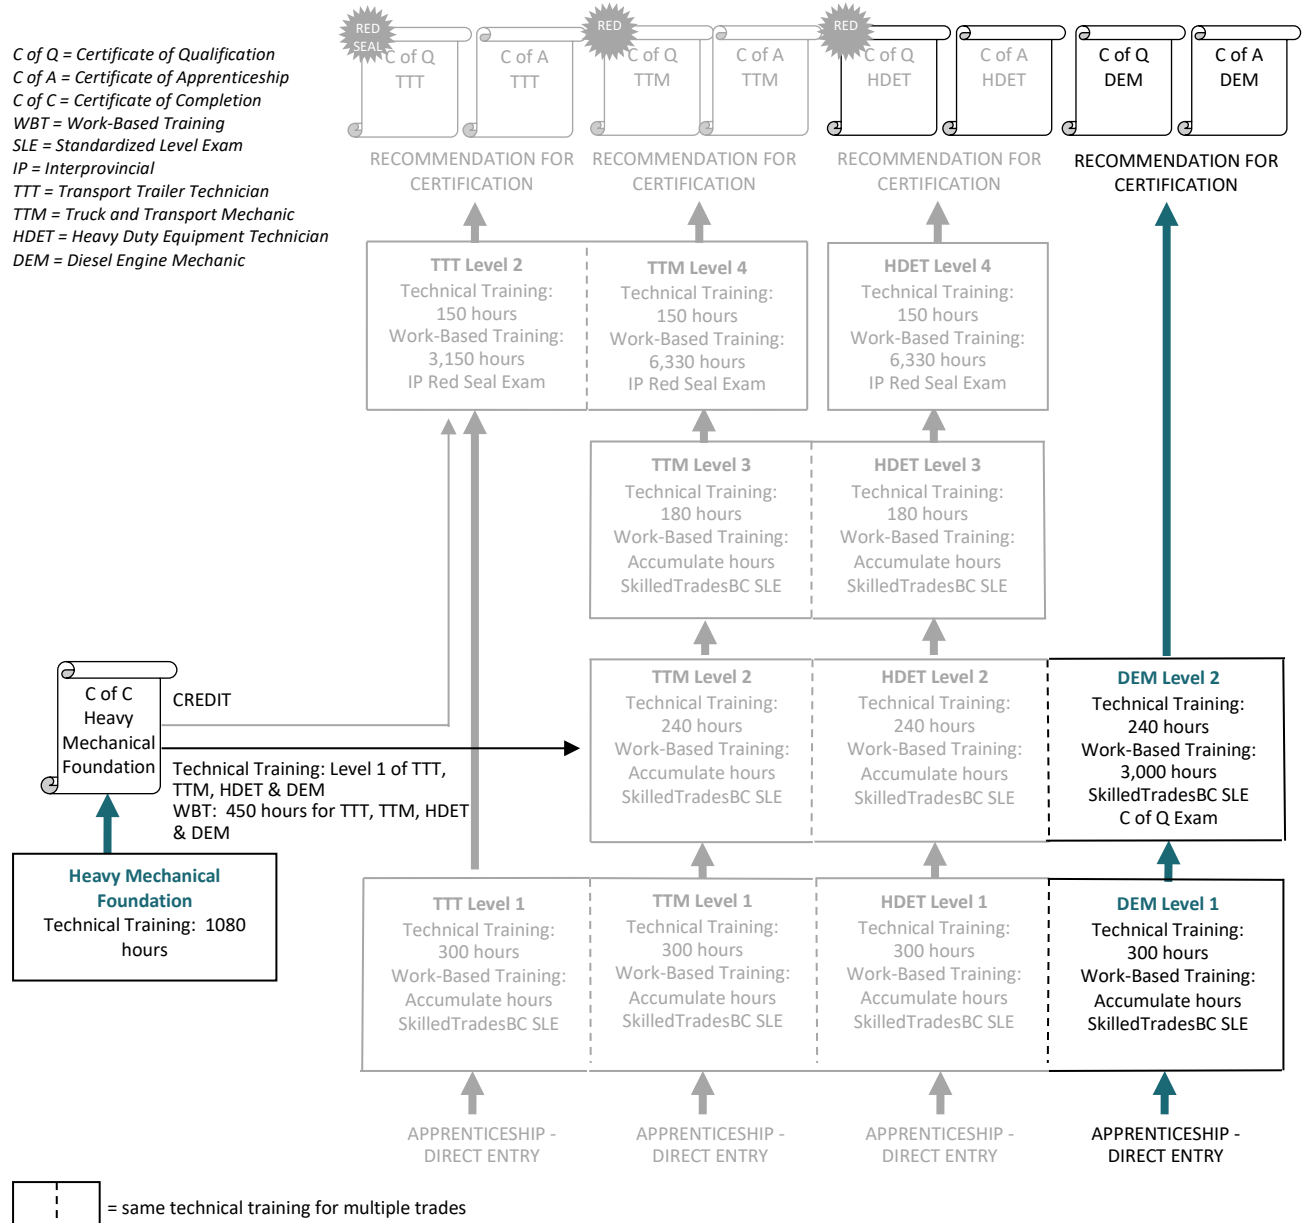 C of Q = Certificate of Qualification
C of A = Certificate of Apprenticeship
C of C = Certificate of Completion
WBT = Work-Based Training
SLE = Standardized Level Exam
IP = Interprovincial
TTT = Transport Trailer Technician
TTM = Truck and Transport Mechanic
HDET = Heavy Duty Equipment Technician
DEM = Diesel Engine Mechanic
RED
SEAL
C of Q
TTT
C of A
TTT
RED
C of Q
TTM
C of A
TTM
RED
C of Q
HDET
C of A
HDET
C of Q
DEM
C of A
DEM
RECOMMENDATION FOR
CERTIFICATION
RECOMMENDATION FOR
CERTIFICATION
RECOMMENDATION FOR
CERTIFICATION
RECOMMENDATION FOR
CERTIFICATION
TTT Level 2
Technical Training:
150 hours
Work-Based Training:
3,150 hours
IP Red Seal Exam
TTM Level 4
Technical Training:
150 hours
Work-Based Training:
6,330 hours
IP Red Seal Exam
HDET Level 4
Technical Training:
150 hours
Work-Based Training:
6,330 hours
IP Red Seal Exam
TTM Level 3
Technical Training:
180 hours
Work-Based Training:
Accumulate hours
SkilledTradesBC SLE
HDET Level 3
Technical Training:
180 hours
Work-Based Training:
Accumulate hours
SkilledTradesBC SLE
C of C
Heavy
Mechanical
Foundation
CREDIT
Technical Training: Level 1 of TTT,
TTM, HDET & DEM
WBT: 450 hours for TTT, TTM, HDET
& DEM
TTM Level 2
Technical Training:
240 hours
Work-Based Training:
Accumulate hours
SkilledTradesBC SLE
HDET Level 2
Technical Training:
240 hours
Work-Based Training:
Accumulate hours
SkilledTradesBC SLE
DEM Level 2
Technical Training:
240 hours
Work-Based Training:
3,000 hours
SkilledTradesBC SLE
C of Q Exam
Heavy Mechanical
Foundation
Technical Training: 1080
hours
TTT Level 1
Technical Training:
300 hours
Work-Based Training:
Accumulate hours
SkilledTradesBC SLE
TTM Level 1
Technical Training:
300 hours
Work-Based Training:
Accumulate hours
SkilledTradesBC SLE
HDET Level 1
Technical Training:
300 hours
Work-Based Training:
Accumulate hours
SkilledTradesBC SLE
DEM Level 1
Technical Training:
300 hours
Work-Based Training:
Accumulate hours
SkilledTradesBC SLE
APPRENTICESHIP -
DIRECT ENTRY
APPRENTICESHIP -
DIRECT ENTRY
APPRENTICESHIP -
DIRECT ENTRY
APPRENTICESHIP -
DIRECT ENTRY
= same technical training for multiple trades